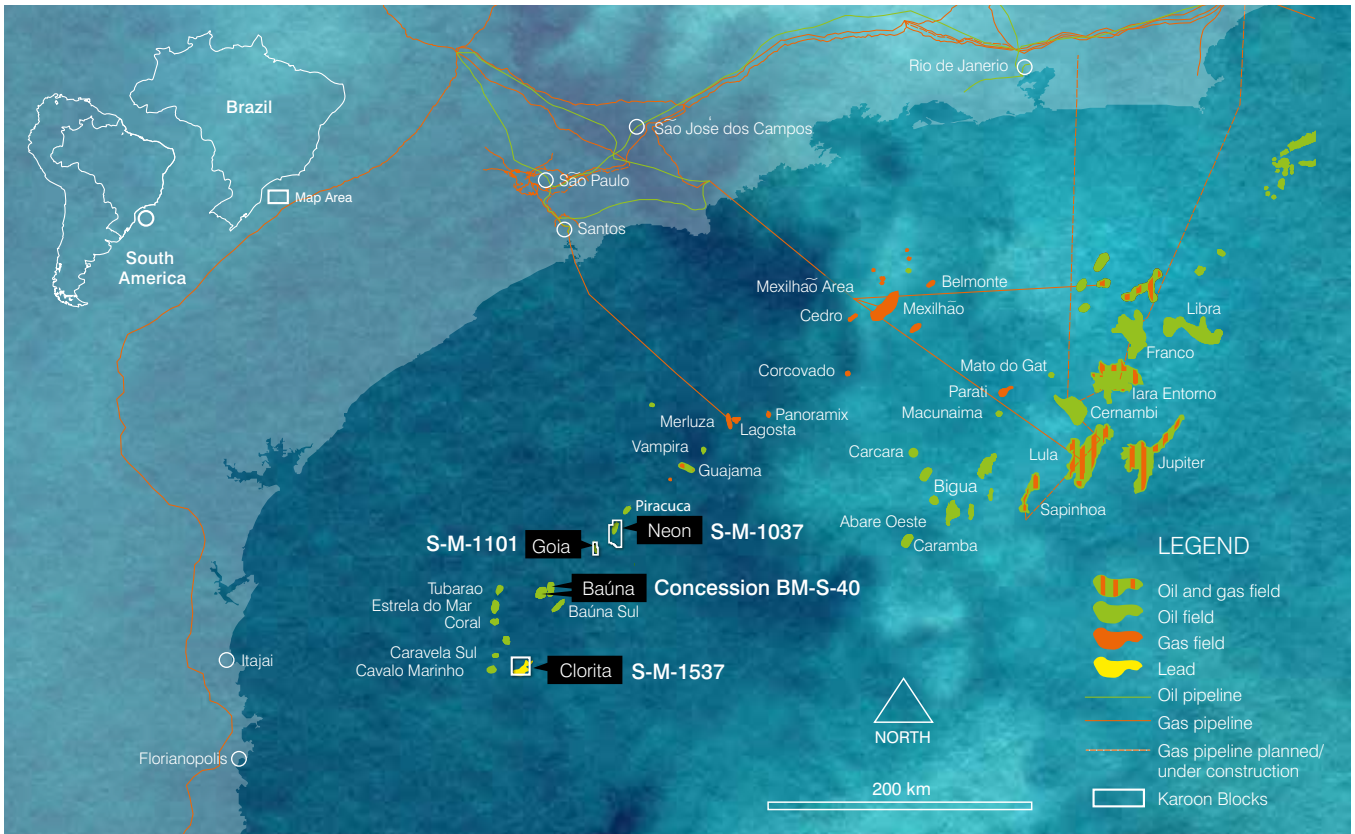 Brazil
Map Area
South
America
Rio de Janerio
São José dos Campos
São Paulo
Santos
Mexilhão Area
Belmonte
Cedro
Mexilhão
Libra
Franco
Corcovado
Mato do Gat
Parati
Iara Entorno
Macunaima
Cernambi
Merluza
Panoramix
Lagosta
Vampira
Guajama
Carcara
Lula
Jupiter
Bigua
Sapinhoa
Piracuca
Abare Oeste
Caramba
Neon
S-M-1037
S-M-1101
Goia
Tubarao
Estrela do Mar
Coral
Baúna
Concession BM-S-40
Baúna Sul
Caravela Sul
Cavalo Marinho
Clorita
S-M-1537
Itajai
Florianopolis
NORTH
200 km
LEGEND
Oil and gas field
Oil field
Gas field
Lead
Oil pipeline
Gas pipeline
Gas pipeline planned/
under construction
Karoon Blocks